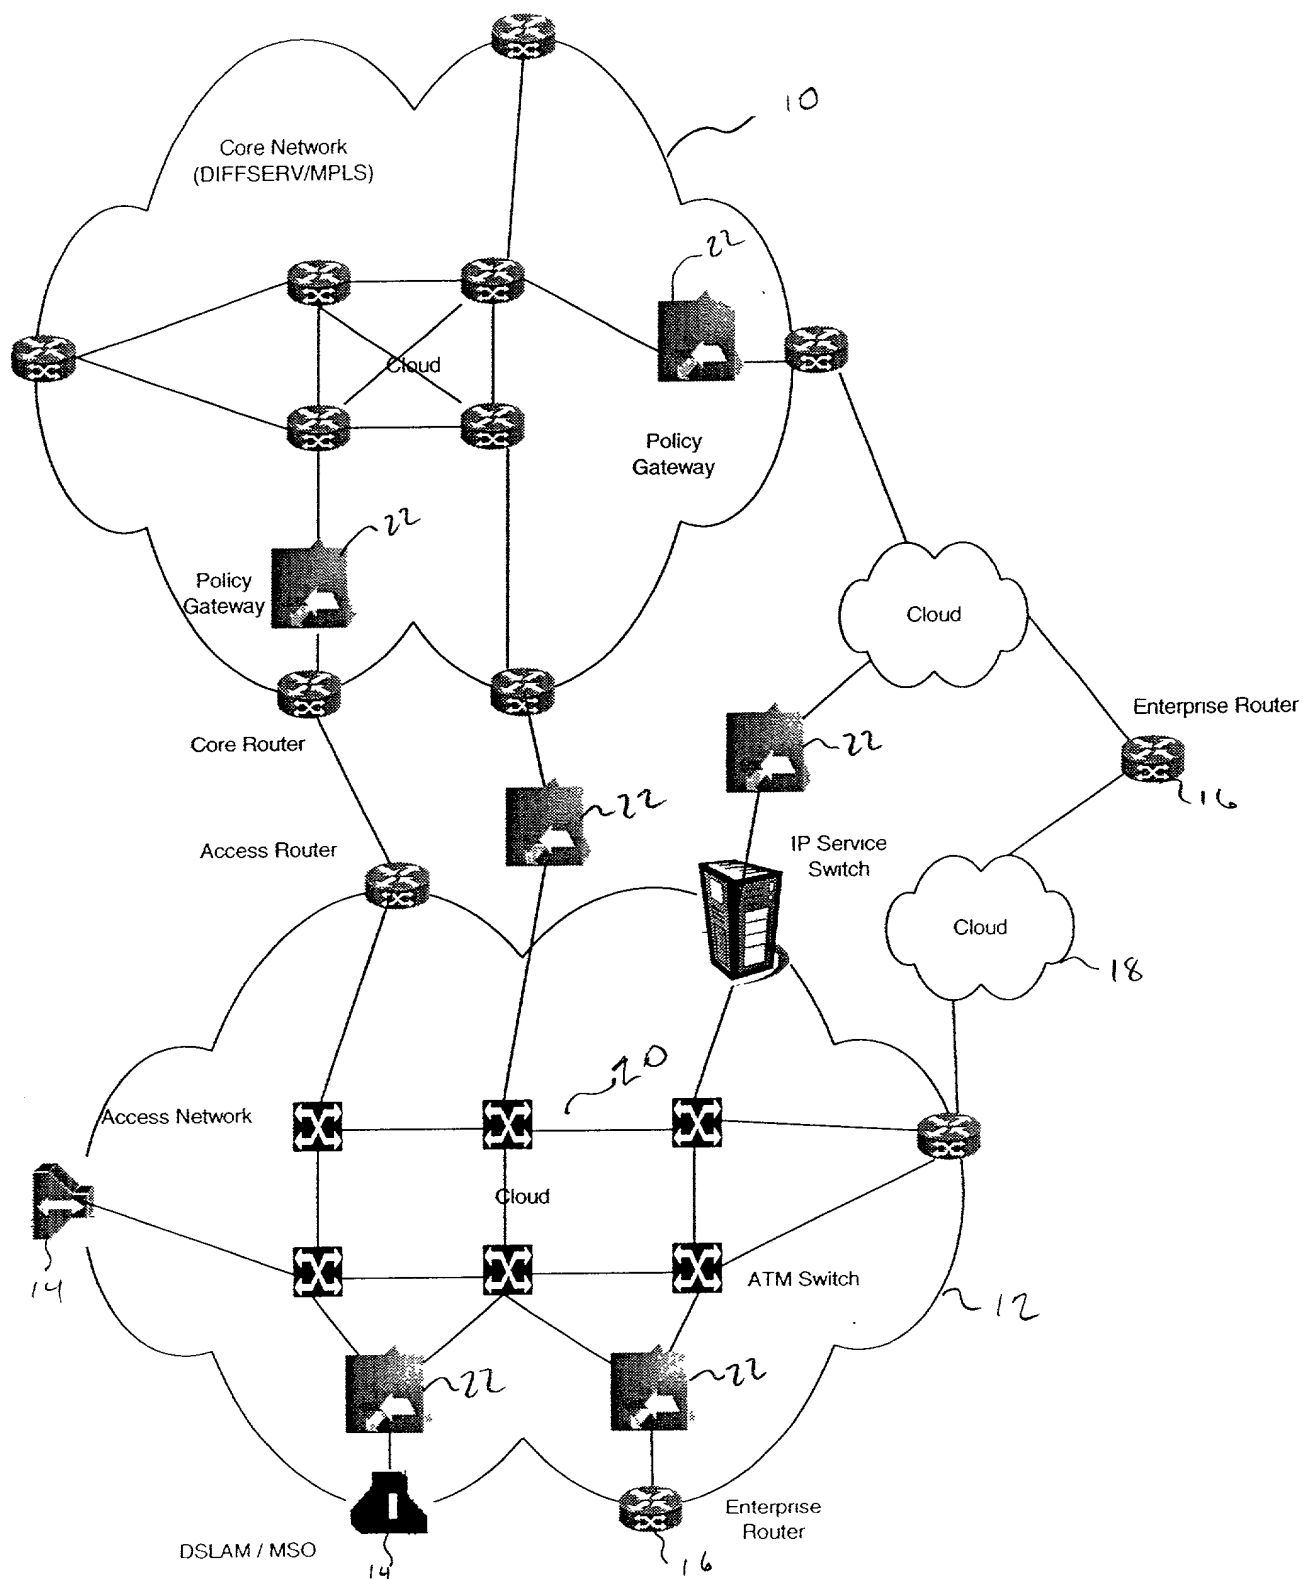 10
Core Network
(DIFFSERV/MPLS)
22
Cloud
Policy
Gateway
22
Policy
Gateway
Cloud
Enterprise Router
Core Router
22
16
22
IP Service
Switch
Access Router
Cloud
18
20
Access Network
Cloud
ATM Switch
14
12
22
22
Enterprise
Router
DSLAM / MSO
14
16